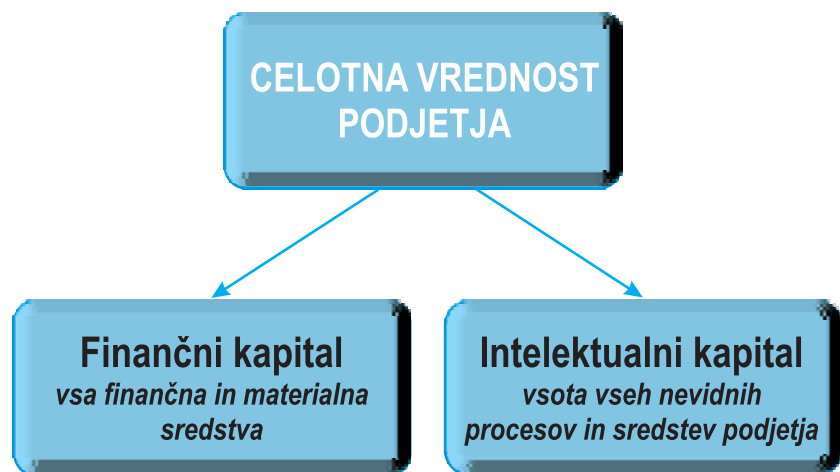 CELOTNA VREDNOST
PODJETJA
Finančni kapital
vsa finančna in materialna
sredstva
Intelektualni kapital
vsota vseh nevidnih
procesov in sredstev podjetja